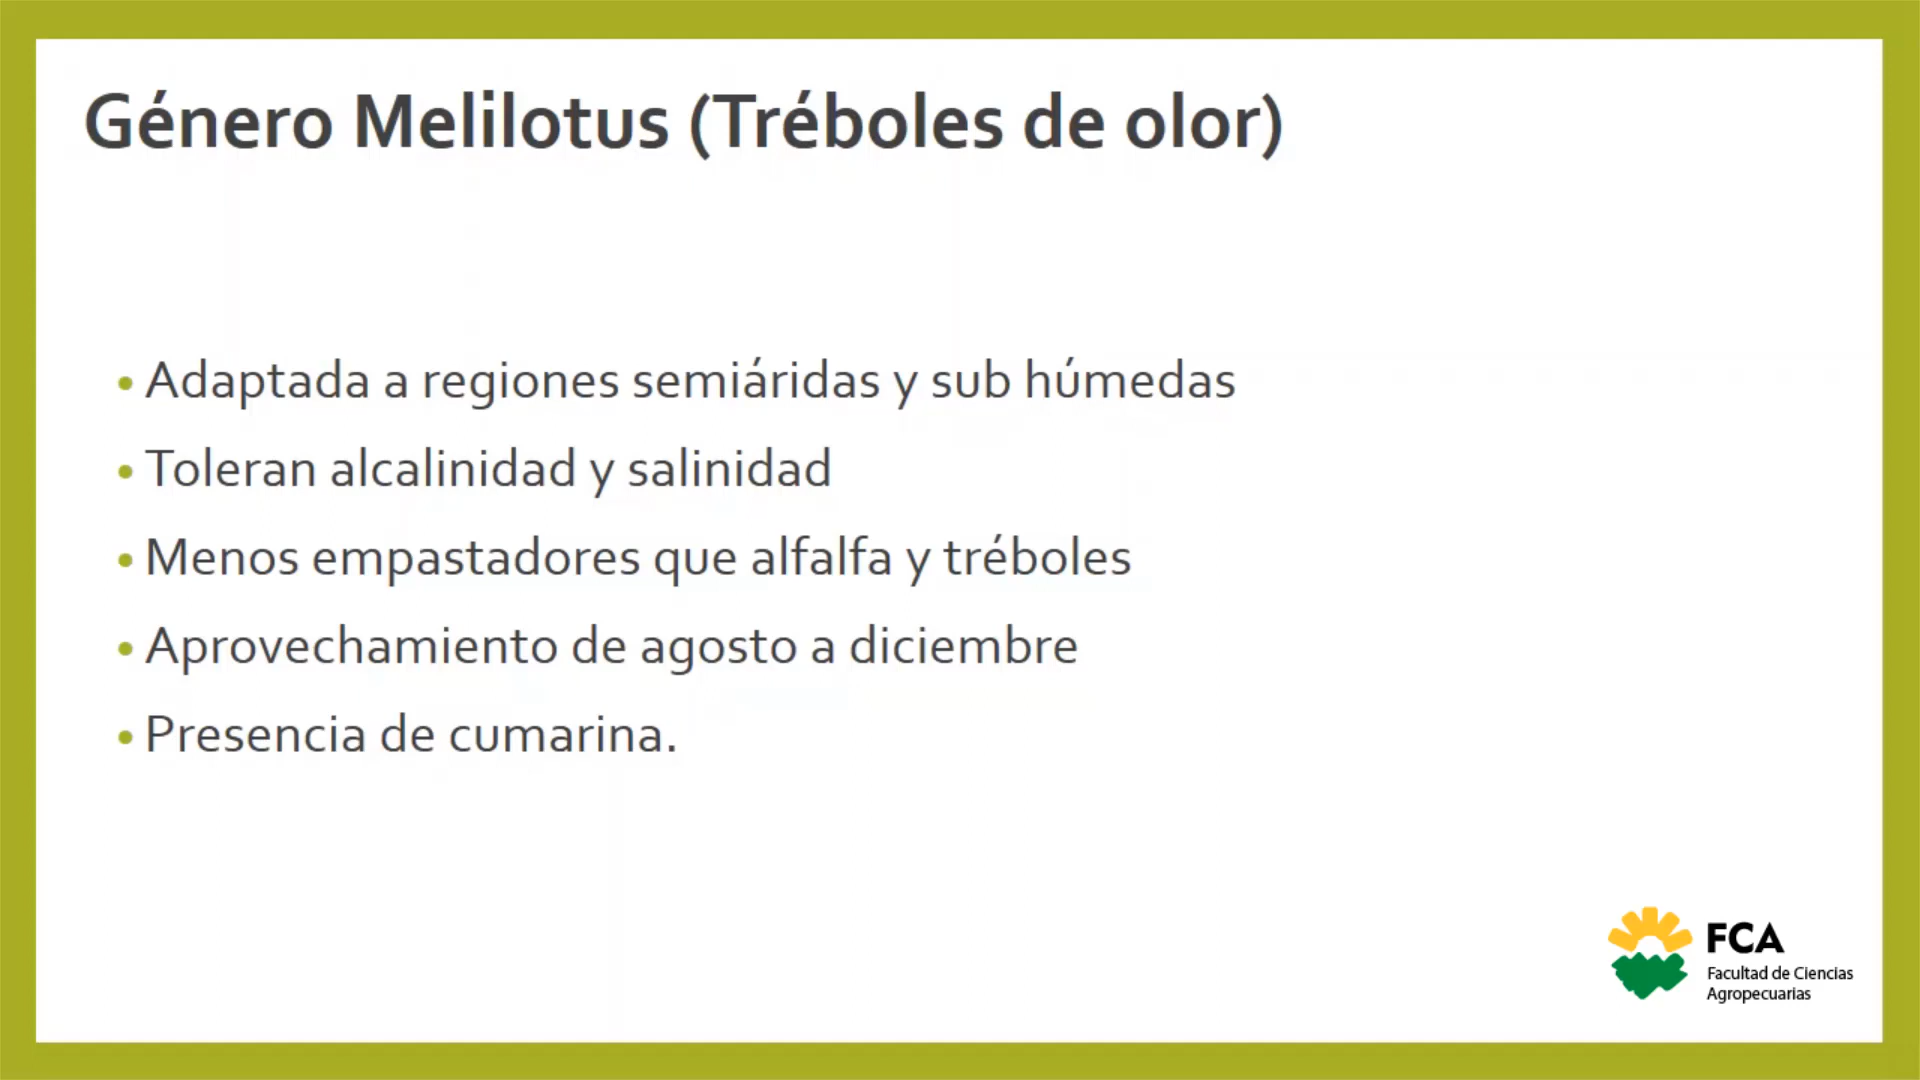 Género Melilotus (Tréboles de olor)
• Adaptada a regiones semiáridas y sub húmedas
• Toleran alcalinidad y salinidad
• Menos empastadores que alfalfa y tréboles
• Aprovechamiento de agosto a diciembre
• Presencia de cumarina.
FCA
Facultad de Ciencias
Agropecuarias